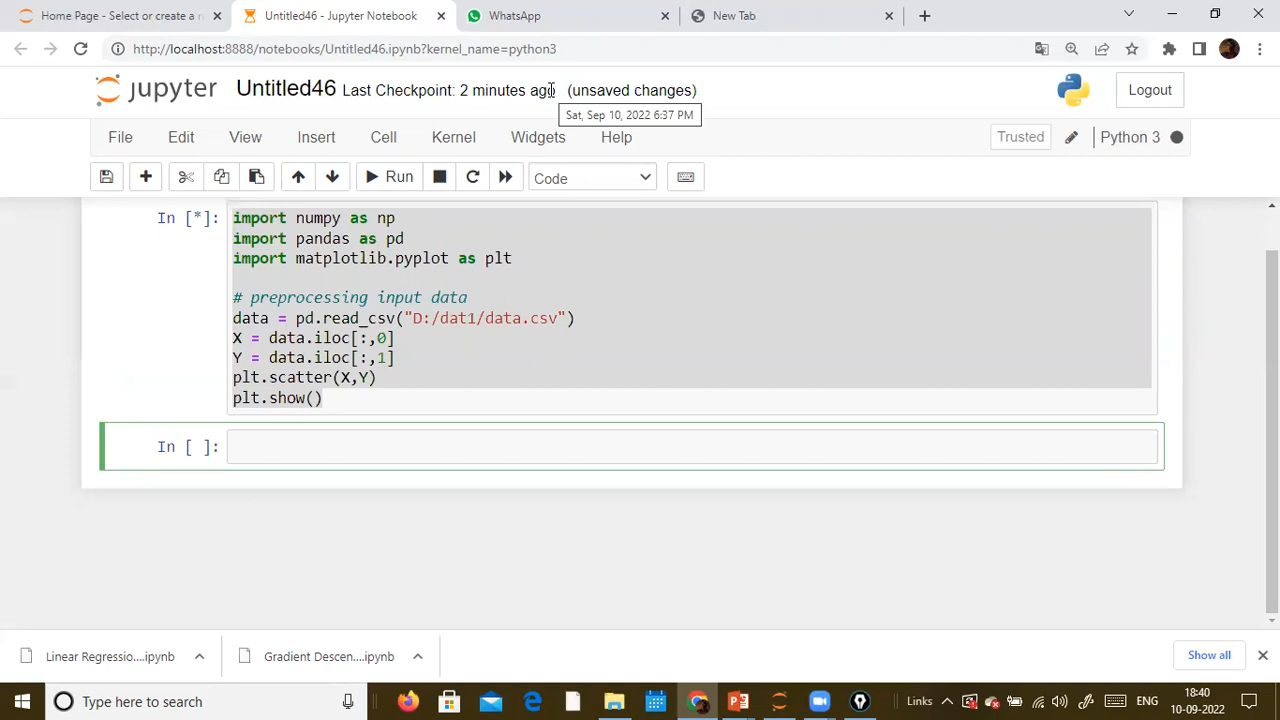 Home Page - Select or create a n
Untitled46 - Jupyter Notebook
WhatsApp
New Tab
http://localhost:8888/notebooks/Untitled46.ipynb?kernel_name=python3
jupyter Untitled46 Last Checkpoint: 2 minutes ago (unsaved changes)
Logout
Sat, Sep 10, 2022 6:37 PM
File Edit View Insert Cell Kernel Widgets Help
Trusted Python 3
Run Code
In [*]: import numpy as np
import pandas as pd
import matplotlib.pyplot as plt
# preprocessing input data
data = pd.read_csv("D:/dat1/data.csv")
X = data.iloc[:,0]
Y = data.iloc[:,1]
plt.scatter(X,Y)
plt.show()
In [ ]:
Linear Regressio....ipynb
Gradient Descen....ipynb
Show all
Type here to search
Links
ENG
18:40
10-09-2022